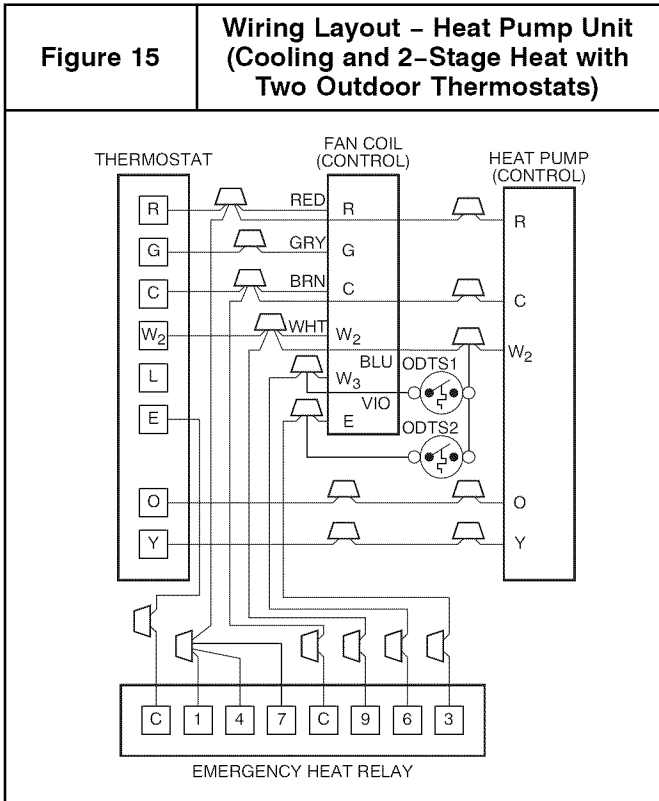 Figure 15
Wiring Layout – Heat Pump Unit
(Cooling and 2–Stage Heat with
Two Outdoor Thermostats)
THERMOSTAT
FAN COIL
(CONTROL)
HEAT PUMP
(CONTROL)
R
RED
R
R
G
GRY
G
C
BRN
C
C
W2
WHT
W2
W2
L
BLU
ODTS1
W3
VIO
E
E
ODTS2
O
O
Y
Y
C 1 4 7 C 9 6 3
EMERGENCY HEAT RELAY